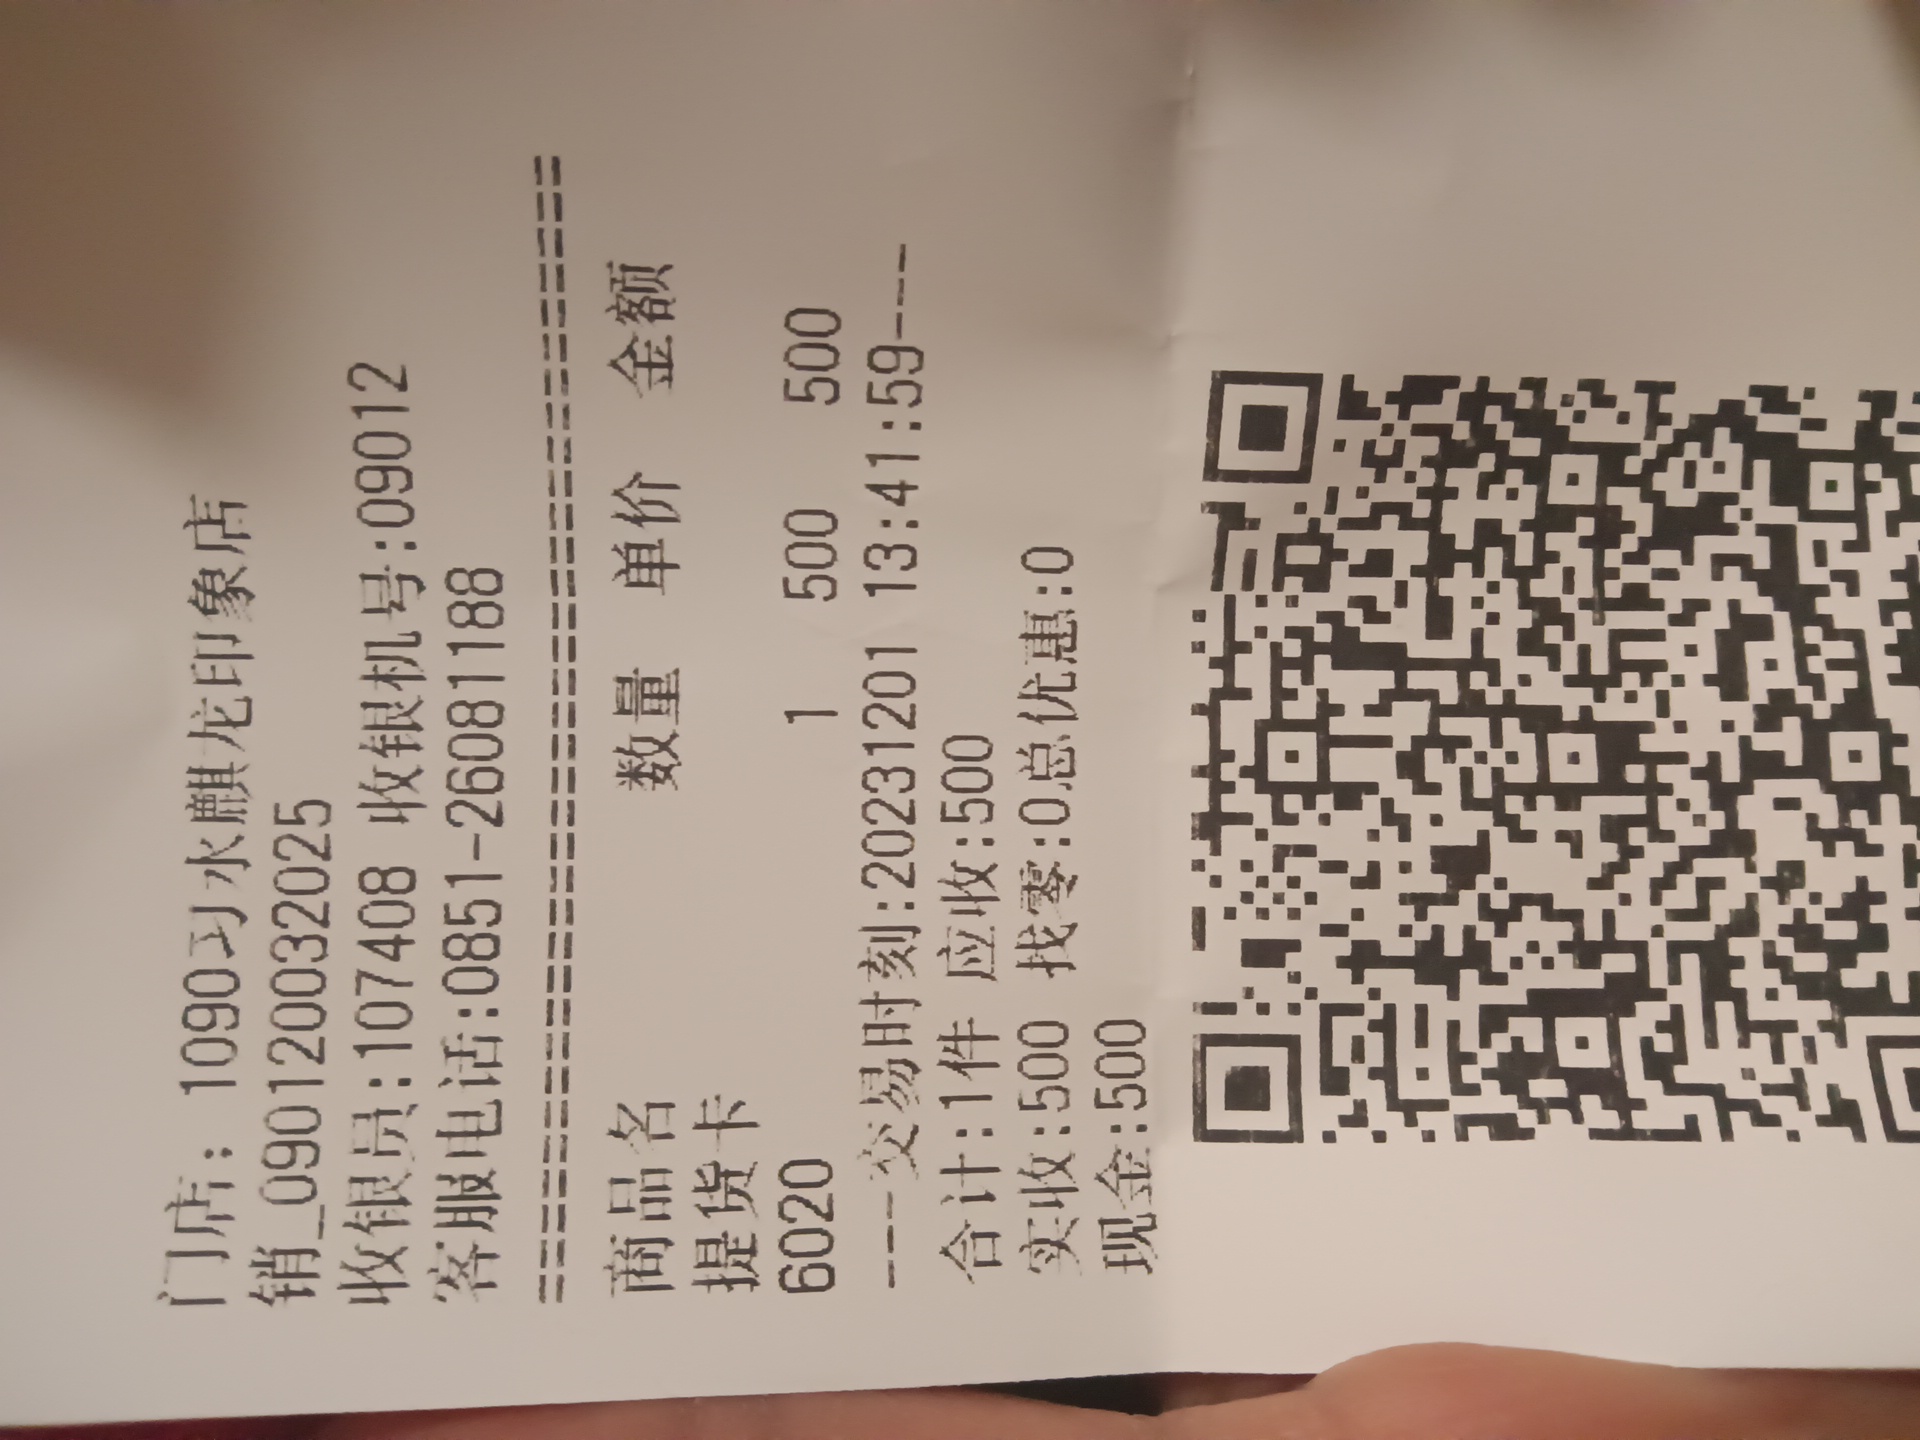 门店: 1090习水麒龙印象店
销_090120032025
收银员:107408 收银机号:09012
客服电话:0851-26081188
================================
商品名 数量 单价 金额
提货卡
6020 1 500 500
---交易时刻:20231201 13:41:59---
合计:1件 应收:500
实收:500 找零:0总优惠:0
现金:500